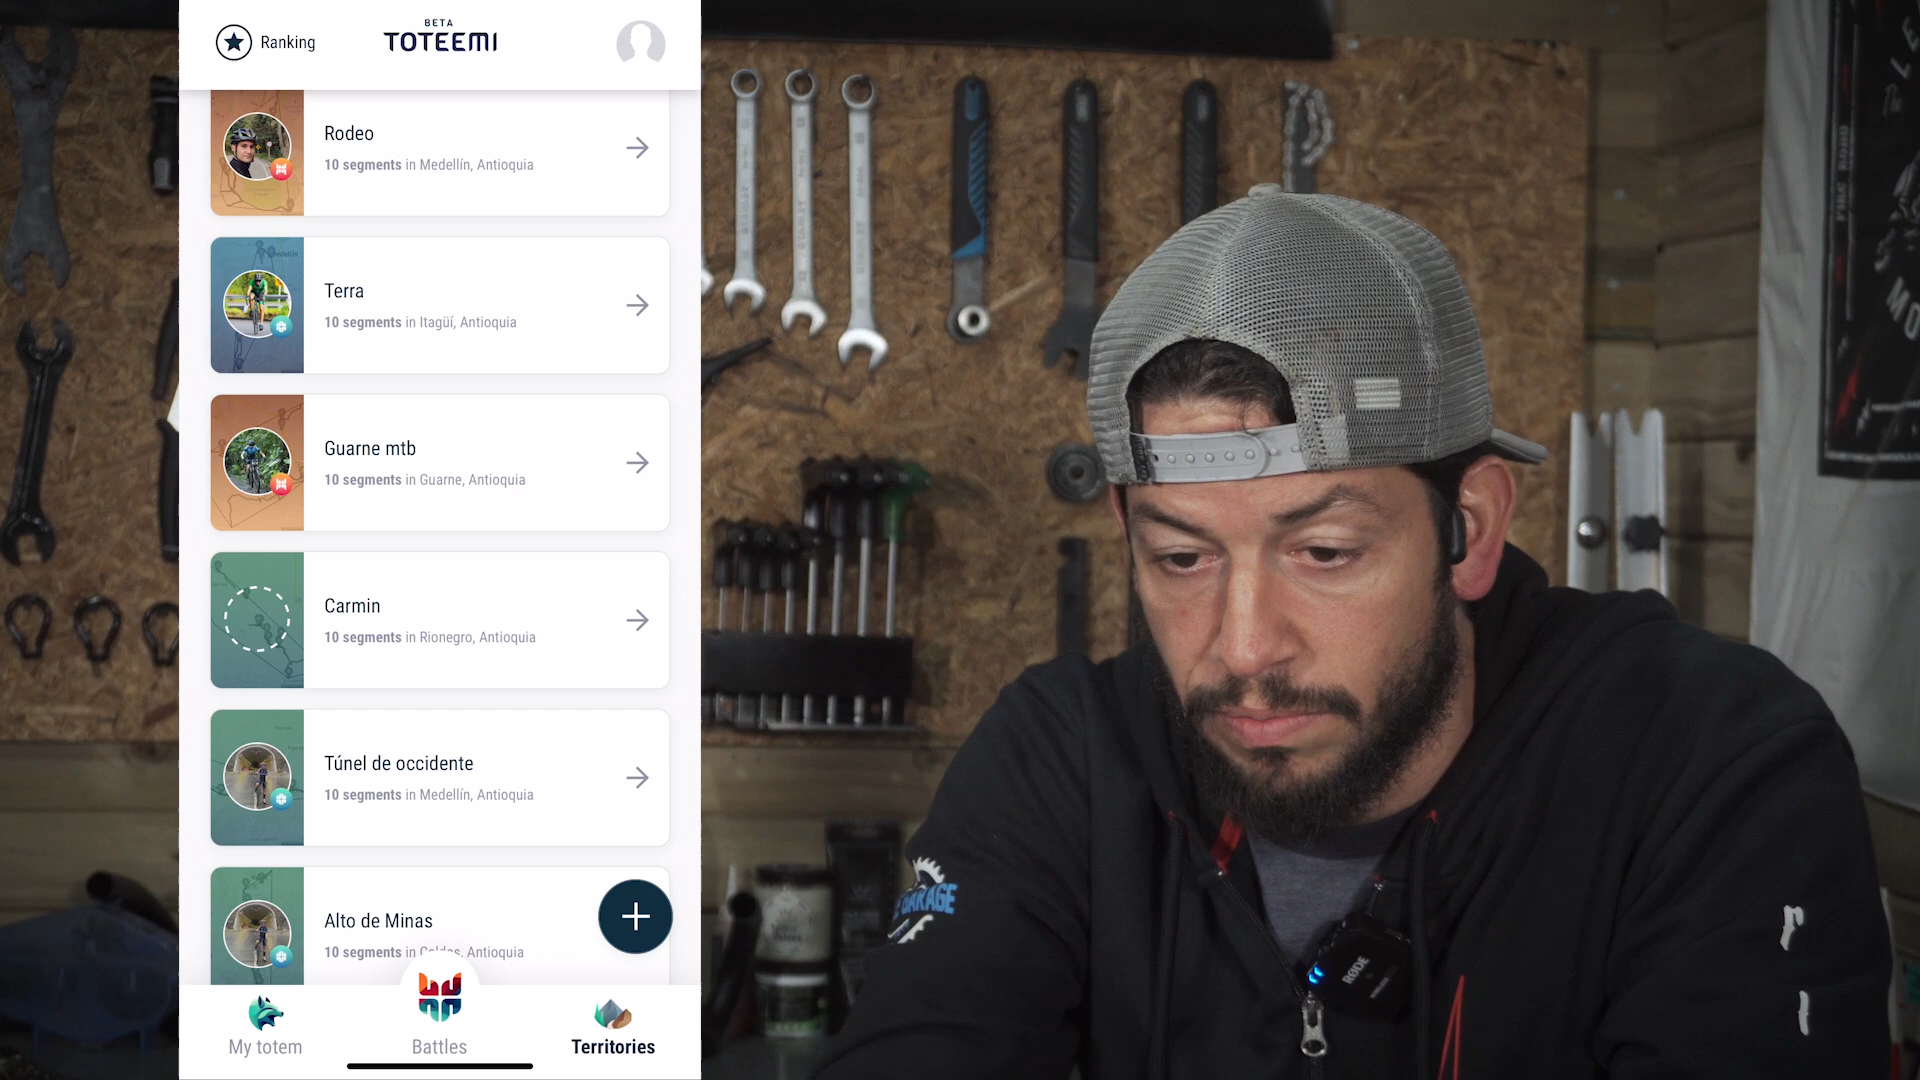 BETA
Ranking
TOTEEMI
Rodeo
10 segments in Medellín, Antioquia
Terra
10 segments in Itagüí, Antioquia
Guarne mtb
10 segments in Guarne, Antioquia
Carmin
10 segments in Rionegro, Antioquia
Túnel de occidente
10 segments in Medellín, Antioquia
Alto de Minas
10 segments in Caldas, Antioquia
My totem
Battles
Territories
GARAGE
RØDE